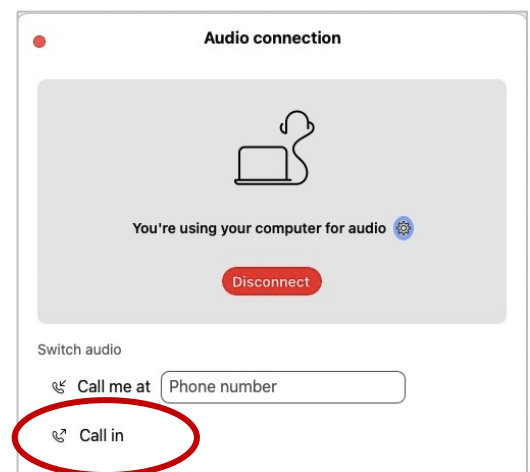 Audio connection
You're using your computer for audio
Disconnect
Switch audio
Call me at Phone number
Call in